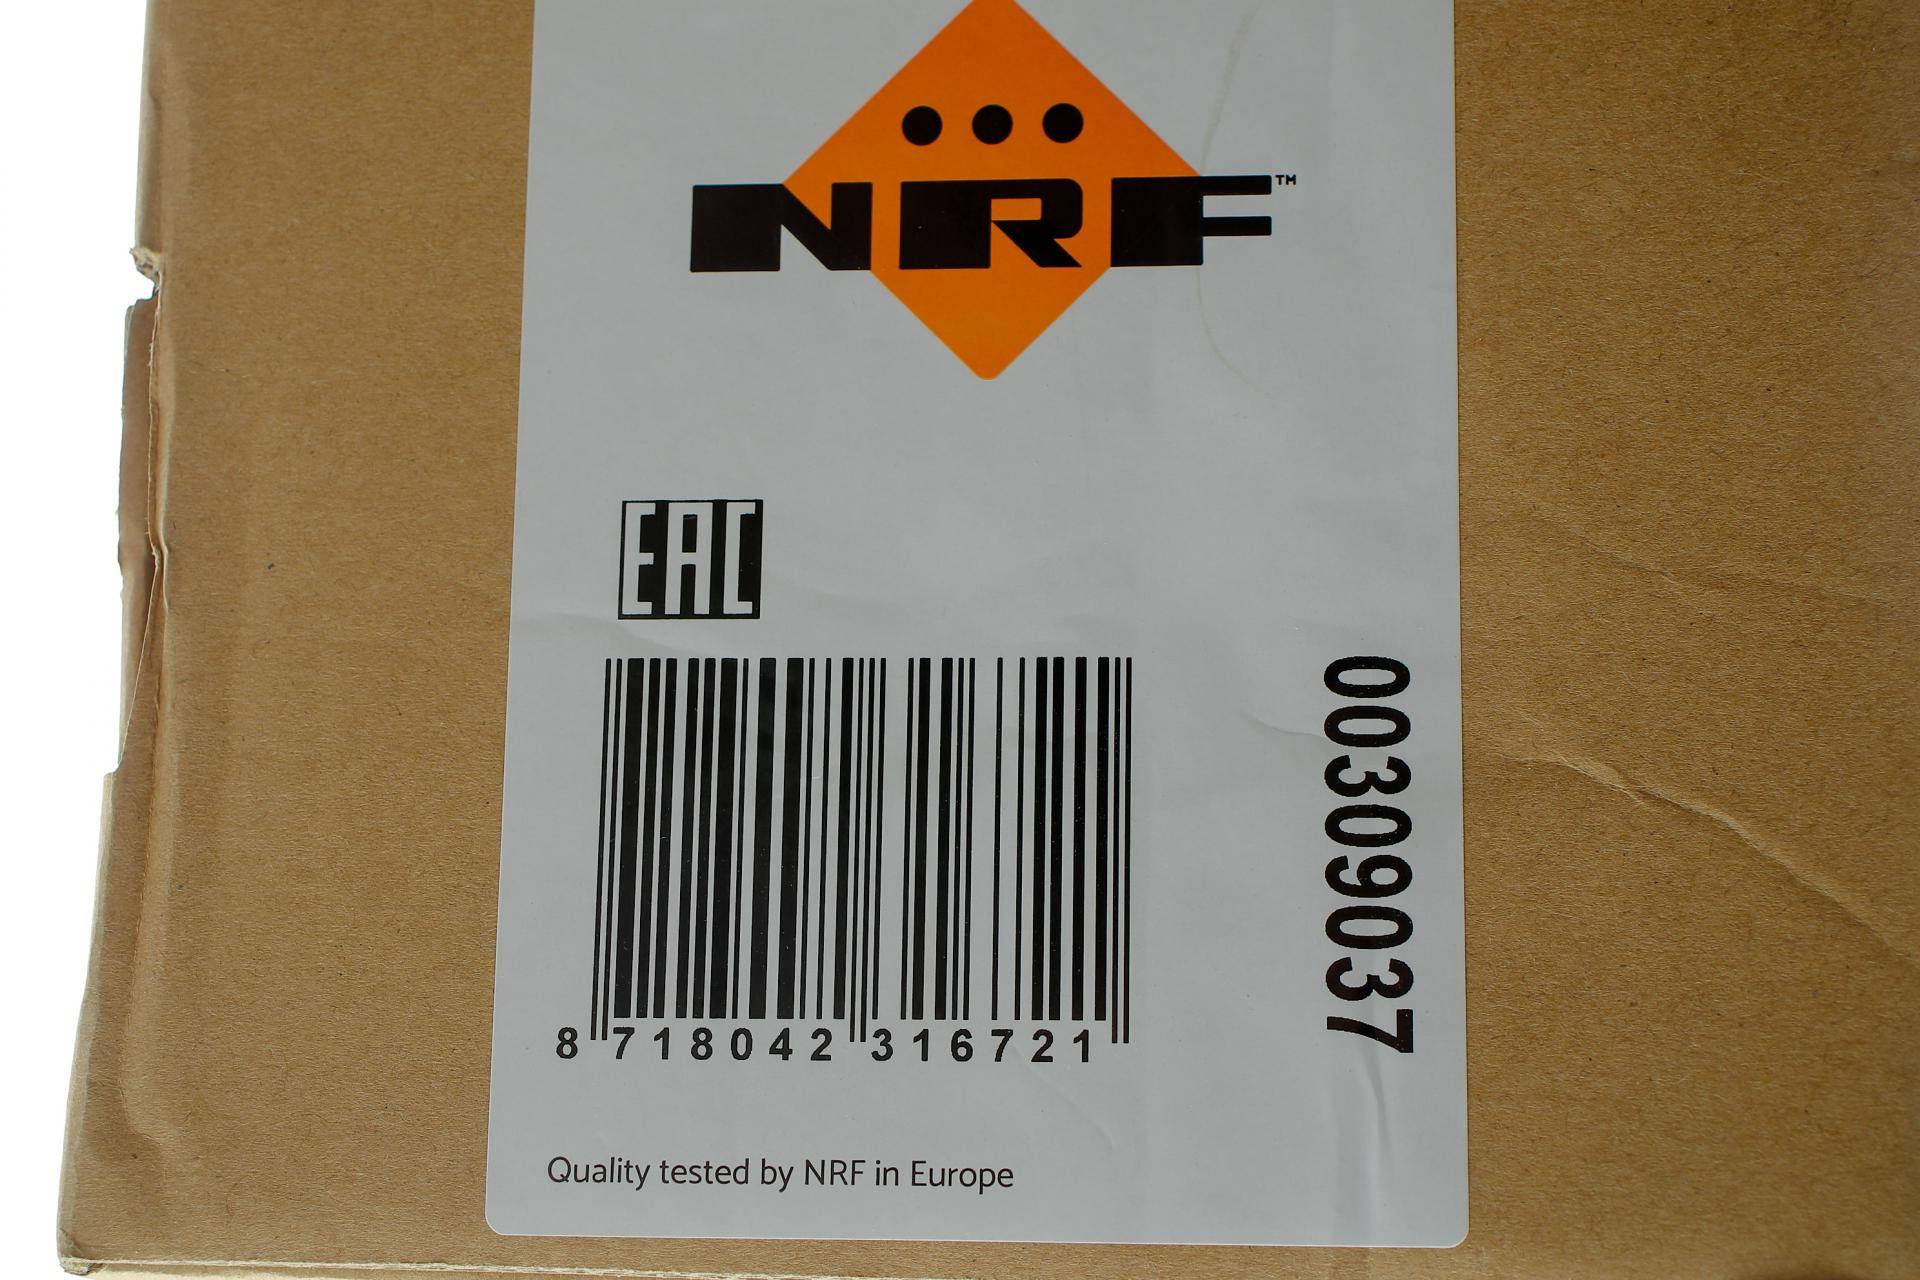 NRF™
EAC
8 718042 316721
00309037
Quality tested by NRF in Europe